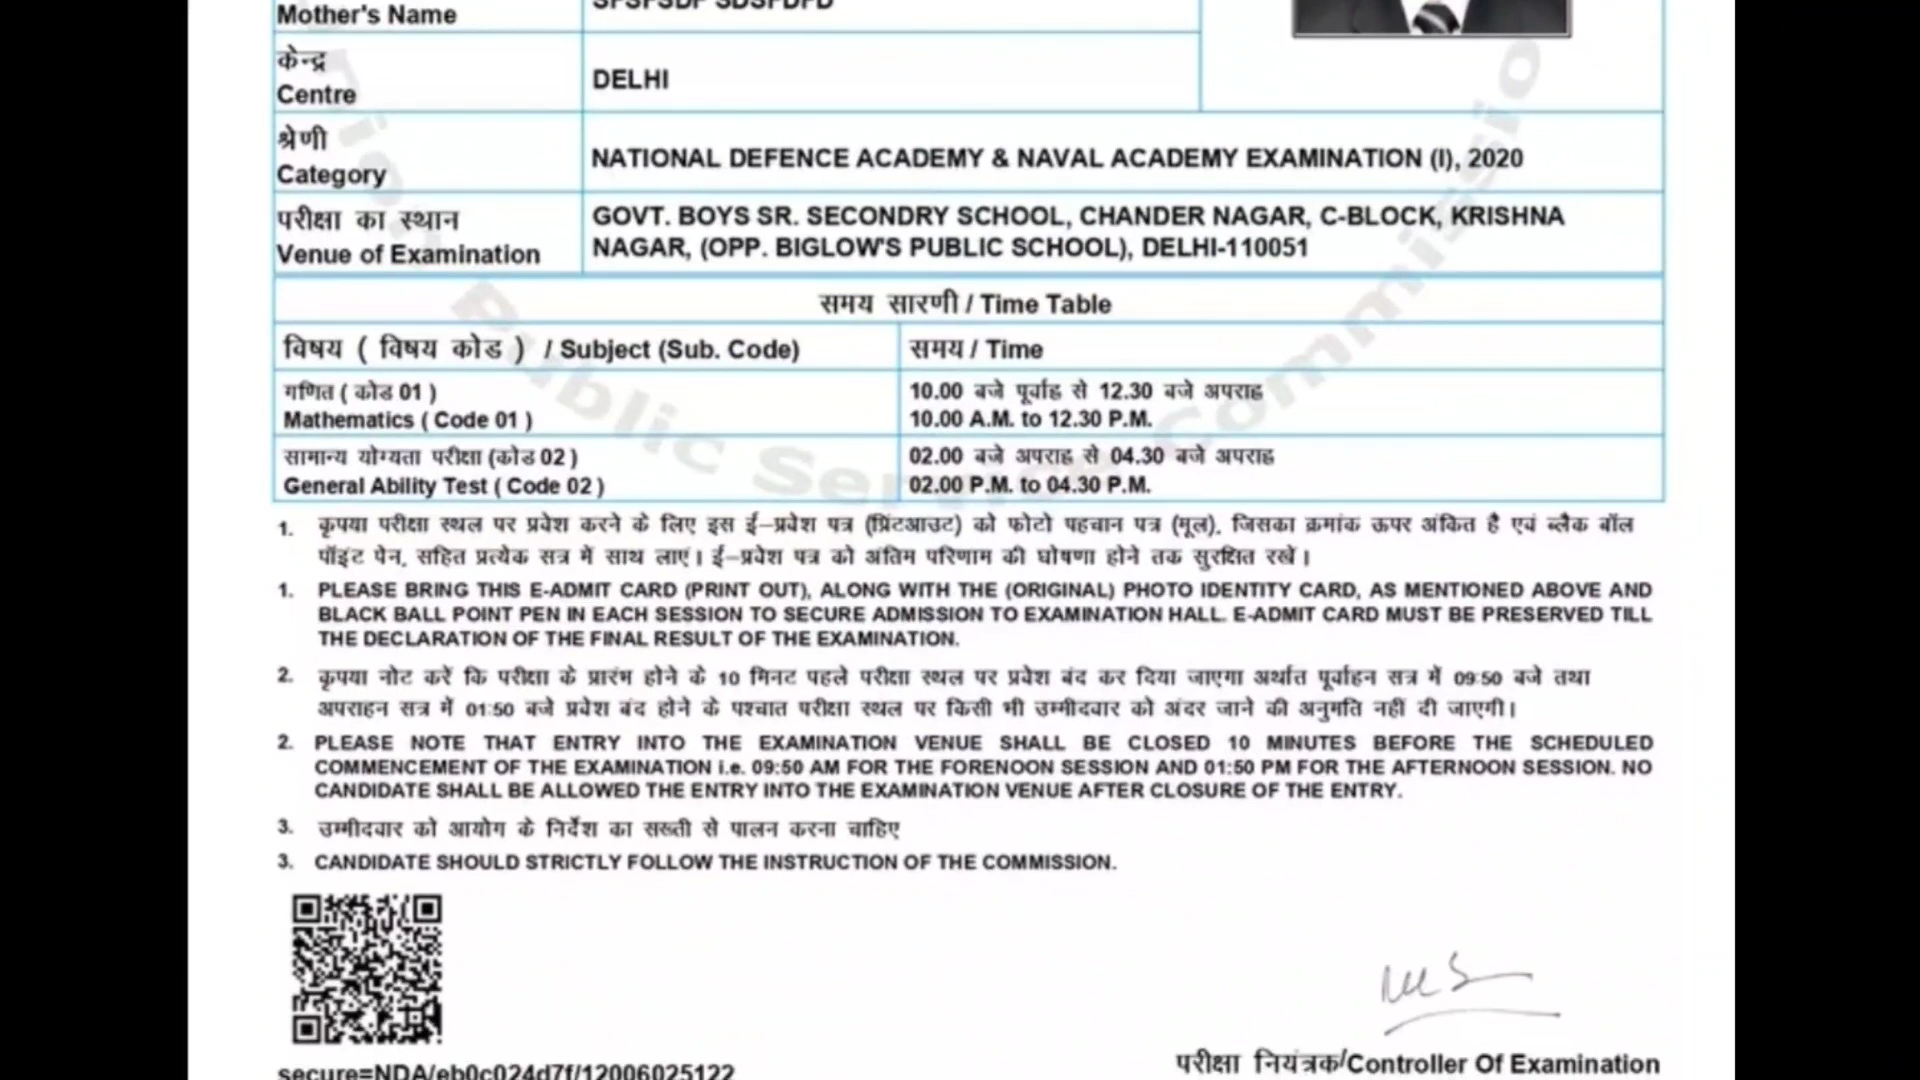 Mother's Name
केन्द्र
Centre
DELHI
श्रेणी
Category
NATIONAL DEFENCE ACADEMY & NAVAL ACADEMY EXAMINATION (I), 2020
परीक्षा का स्थान
Venue of Examination
GOVT. BOYS SR. SECONDRY SCHOOL, CHANDER NAGAR, C-BLOCK, KRISHNA
NAGAR, (OPP. BIGLOW'S PUBLIC SCHOOL), DELHI-110051
समय सारणी / Time Table
विषय ( विषय कोड ) / Subject (Sub. Code)
समय / Time
गणित ( कोड 01 )
Mathematics ( Code 01 )
10.00 बजे पूर्वाह से 12.30 बजे अपराह
10.00 A.M. to 12.30 P.M.
सामान्य योग्यता परीक्षा (कोड 02 )
General Ability Test ( Code 02 )
02.00 बजे अपराह से 04.30 बजे अपराह
02.00 P.M. to 04.30 P.M.
1. कृपया परीक्षा स्थल पर प्रवेश करने के लिए इस ई–प्रवेश पत्र (प्रिंटआउट) को फोटो पहचान पत्र (मूल), जिसका क्रमांक ऊपर अंकित है एवं ब्लैक बॉल
पॉइंट पेन, सहित प्रत्येक सत्र में साथ लाएं। ई–प्रवेश पत्र को अंतिम परिणाम की घोषणा होने तक सुरक्षित रखें।
1. PLEASE BRING THIS E-ADMIT CARD (PRINT OUT), ALONG WITH THE (ORIGINAL) PHOTO IDENTITY CARD, AS MENTIONED ABOVE AND
BLACK BALL POINT PEN IN EACH SESSION TO SECURE ADMISSION TO EXAMINATION HALL. E-ADMIT CARD MUST BE PRESERVED TILL
THE DECLARATION OF THE FINAL RESULT OF THE EXAMINATION.
2. कृपया नोट करें कि परीक्षा के प्रारंभ होने के 10 मिनट पहले परीक्षा स्थल पर प्रवेश बंद कर दिया जाएगा अर्थात पूर्वाहन सत्र में 09:50 बजे तथा
अपराहन सत्र में 01:50 बजे प्रवेश बंद होने के पश्चात परीक्षा स्थल पर किसी भी उम्मीदवार को अंदर जाने की अनुमति नहीं दी जाएगी।
2. PLEASE NOTE THAT ENTRY INTO THE EXAMINATION VENUE SHALL BE CLOSED 10 MINUTES BEFORE THE SCHEDULED
COMMENCEMENT OF THE EXAMINATION i.e. 09:50 AM FOR THE FORENOON SESSION AND 01:50 PM FOR THE AFTERNOON SESSION. NO
CANDIDATE SHALL BE ALLOWED THE ENTRY INTO THE EXAMINATION VENUE AFTER CLOSURE OF THE ENTRY.
3. उम्मीदवार को आयोग के निर्देश का सख्ती से पालन करना चाहिए
3. CANDIDATE SHOULD STRICTLY FOLLOW THE INSTRUCTION OF THE COMMISSION.
परीक्षा नियंत्रक/Controller Of Examination
secure=NDA/eb0c024d7f/12006025122
Public Service Commissio